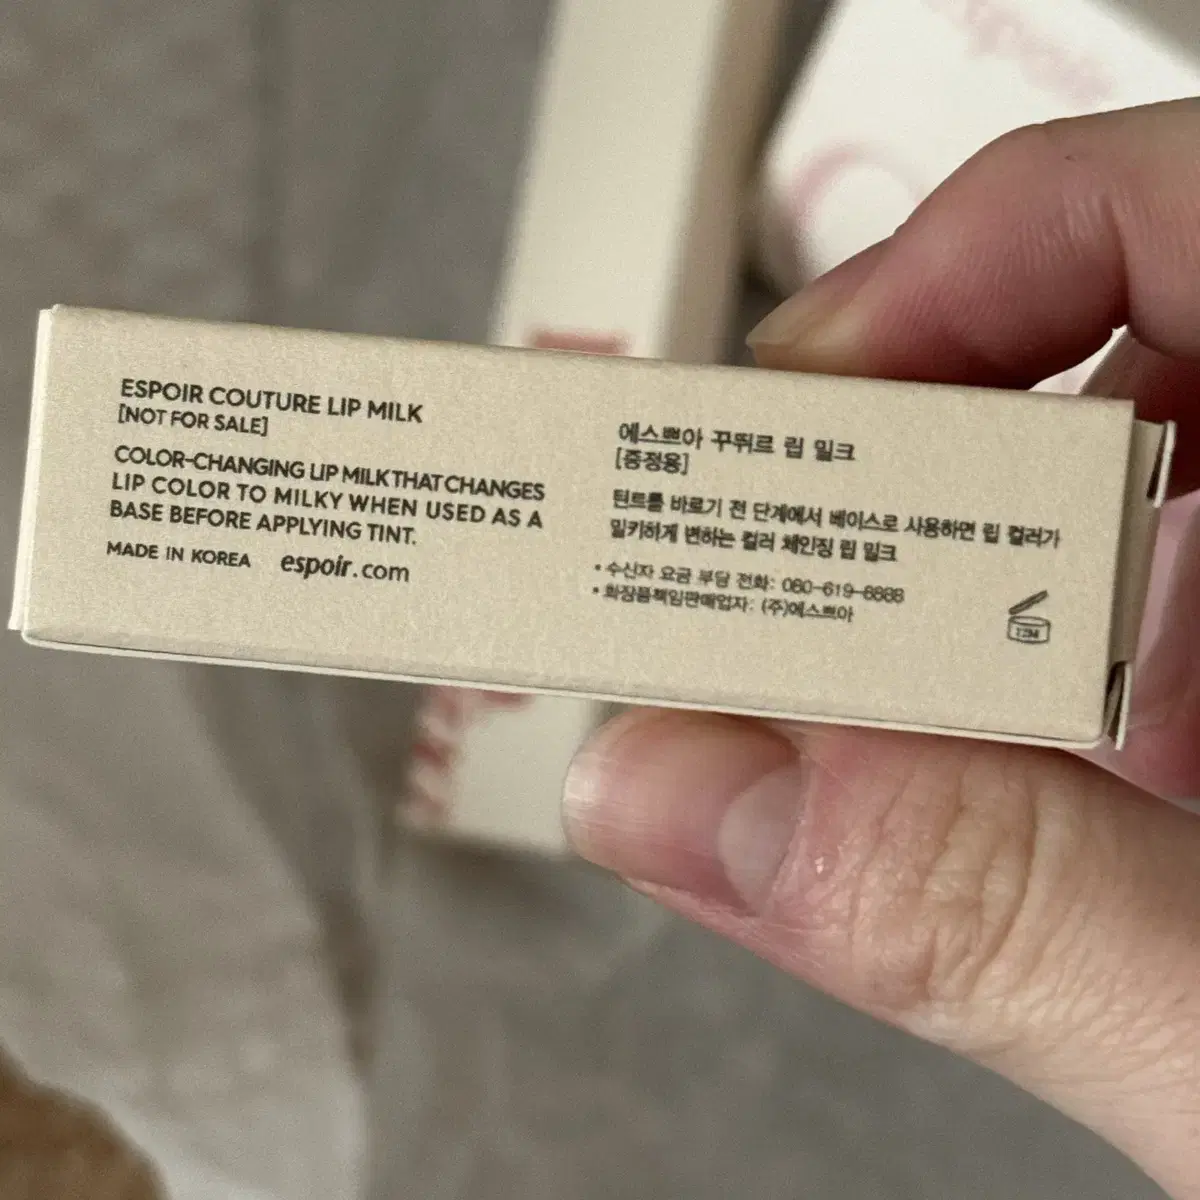 ESPOIR COUTURE LIP MILK
[NOT FOR SALE]
COLOR-CHANGING LIP MILK THAT CHANGES
LIP COLOR TO MILKY WHEN USED AS A
BASE BEFORE APPLYING TINT.
MADE IN KOREA espoir.com
에스쁘아 꾸뛰르 립 밀크
[증정용]
틴트를 바르기 전 단계에서 베이스로 사용하면 립 컬러가
밀키하게 변하는 컬러 체인징 립 밀크
• 수신자 요금 부담 전화: 080-619-8888
• 화장품책임판매업자: (주)에스쁘아
12M